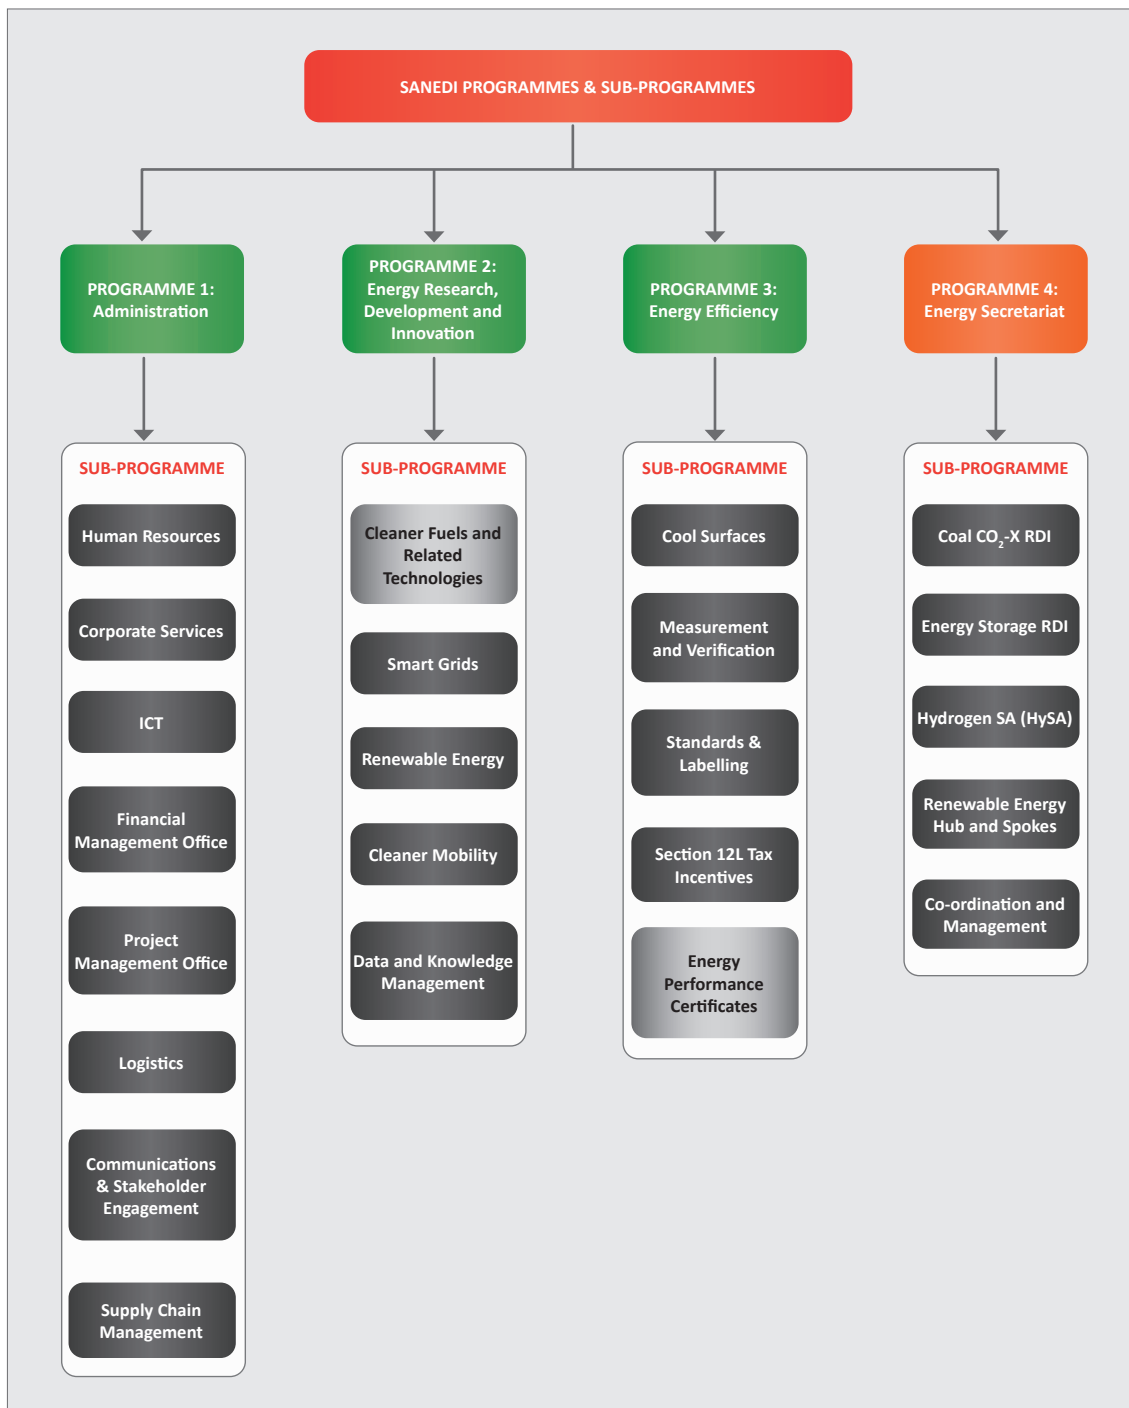 SANEDI PROGRAMMES & SUB-PROGRAMMES
PROGRAMME 1:
Administration
SUB-PROGRAMME
Human Resources
Corporate Services
ICT
Financial
Management Office
Project
Management Office
Logistics
Communications
& Stakeholder
Engagement
Supply Chain
Management
PROGRAMME 2:
Energy Research,
Development and
Innovation
SUB-PROGRAMME
Cleaner Fuels and
Related
Technologies
Smart Grids
Renewable Energy
Cleaner Mobility
Data and Knowledge
Management
PROGRAMME 3:
Energy Efficiency
SUB-PROGRAMME
Cool Surfaces
Measurement
and Verification
Standards &
Labelling
Section 12L Tax
Incentives
Energy
Performance
Certificates
PROGRAMME 4:
Energy Secretariat
SUB-PROGRAMME
Coal CO₂-X RDI
Energy Storage RDI
Hydrogen SA (HySA)
Renewable Energy
Hub and Spokes
Co-ordination and
Management